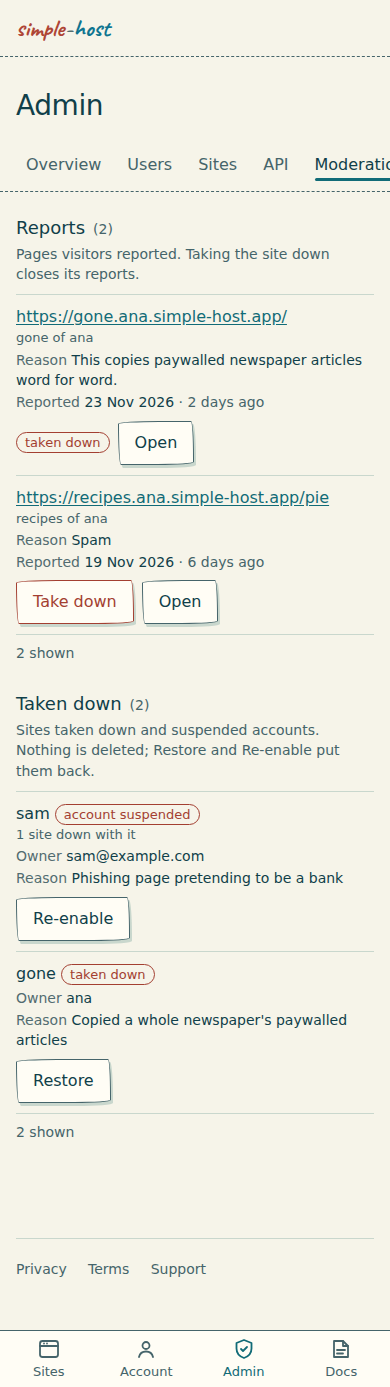 simple-host
Admin
Overview Users Sites API
Reports (2)
Pages visitors reported. Taking the site down
closes its reports.
https://gone.ana.simple-host.app/
gone of ana
Reason This copies paywalled newspaper articles
word for word.
Reported 23 Nov 2026 · 2 days ago
taken down Open
https://recipes.ana.simple-host.app/pie
recipes of ana
Reason Spam
Reported 19 Nov 2026 · 6 days ago
Take down Open
2 shown
Taken down (2)
Sites taken down and suspended accounts.
Nothing is deleted; Restore and Re-enable put
them back.
sam account suspended
1 site down with it
Owner sam@example.com
Reason Phishing page pretending to be a bank
Re-enable
gone taken down
Owner ana
Reason Copied a whole newspaper's paywalled
articles
Restore
2 shown
Privacy Terms Support
Sites Account Admin Docs